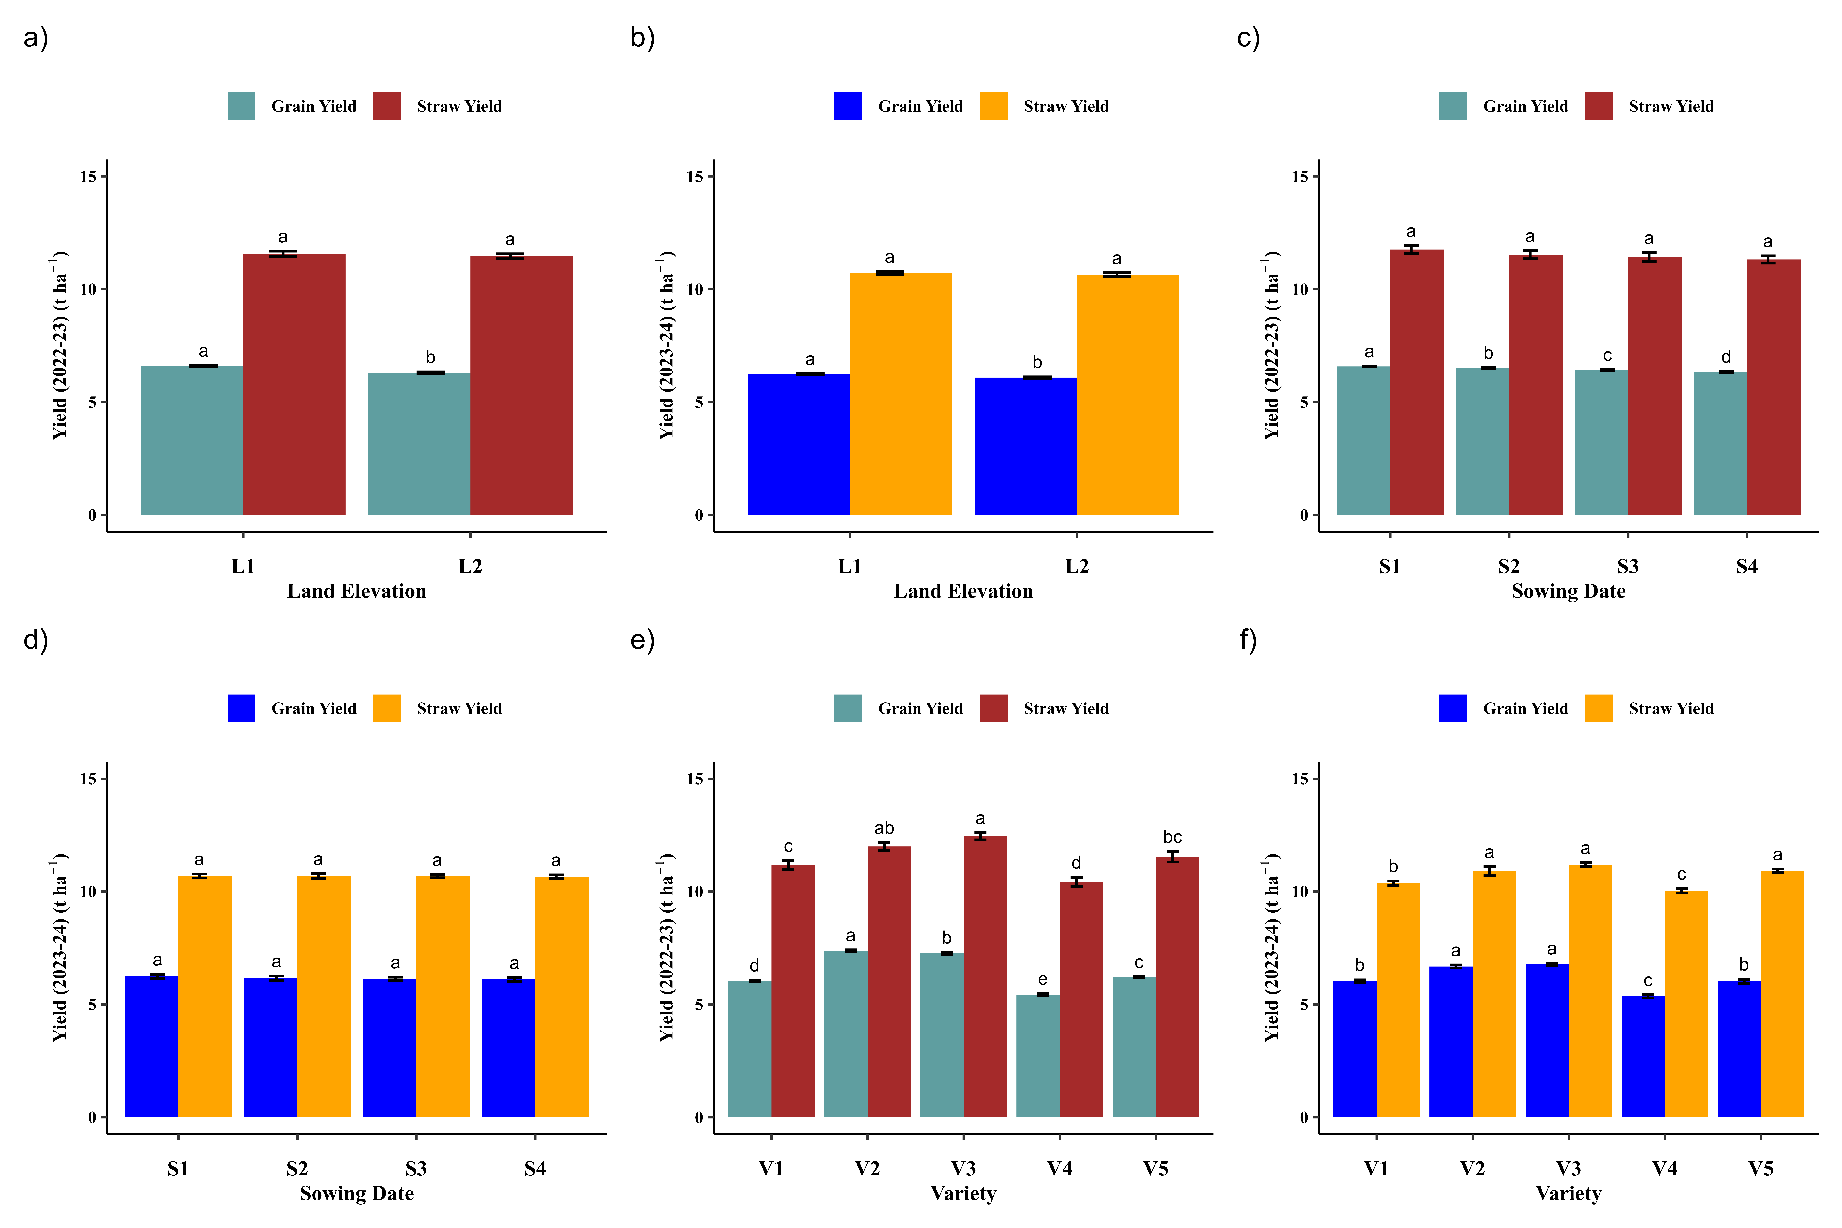 a)
Grain Yield Straw Yield
Yield (2022-23) (t ha⁻¹)
15
10
5
0
a
a
b
a
L1 L2
Land Elevation
b)
Grain Yield Straw Yield
Yield (2023-24) (t ha⁻¹)
15
10
5
0
a
a
b
a
L1 L2
Land Elevation
c)
Grain Yield Straw Yield
Yield (2022-23) (t ha⁻¹)
15
10
5
0
a a a a
a b c d
S1 S2 S3 S4
Sowing Date
d)
Grain Yield Straw Yield
Yield (2023-24) (t ha⁻¹)
15
10
5
0
a a a a
a a a a
S1 S2 S3 S4
Sowing Date
e)
Grain Yield Straw Yield
Yield (2022-23) (t ha⁻¹)
15
10
5
0
c ab a d bc
d a b e c
V1 V2 V3 V4 V5
Variety
f)
Grain Yield Straw Yield
Yield (2023-24) (t ha⁻¹)
15
10
5
0
b a a c a
b a a c b
V1 V2 V3 V4 V5
Variety